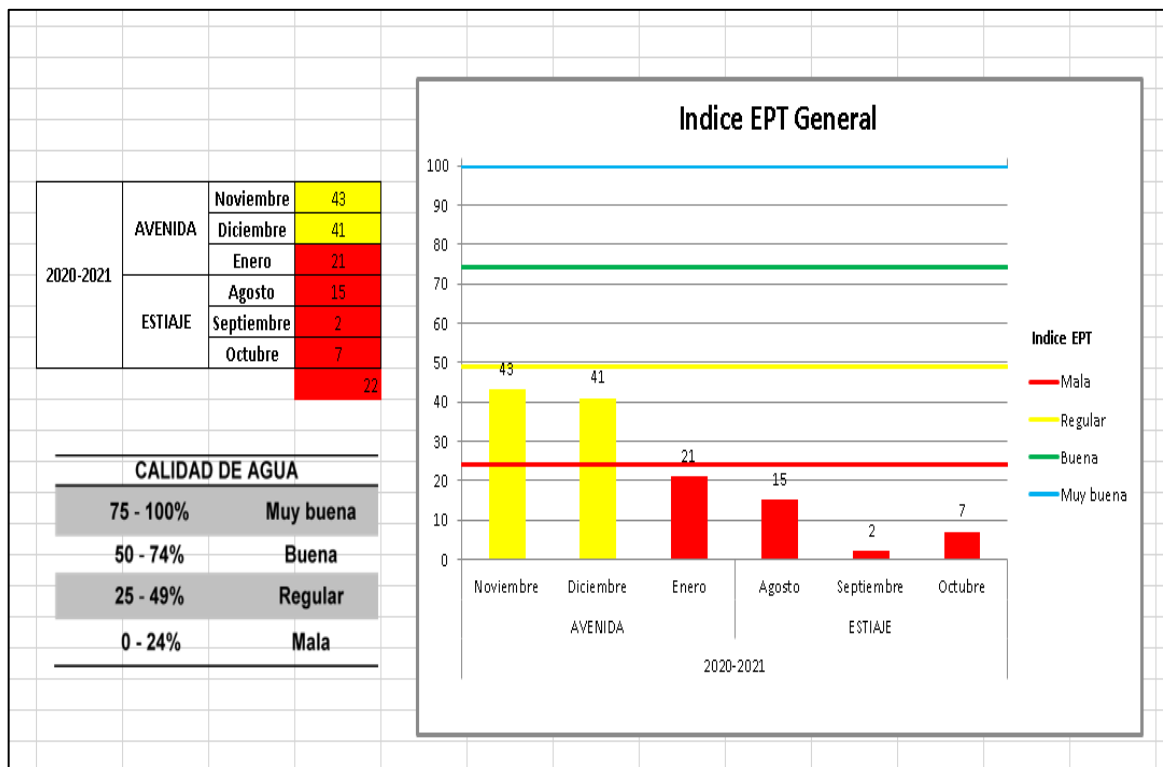 2020-2021
AVENIDA
Noviembre 43
Diciembre 41
Enero 21
ESTIAJE
Agosto 15
Septiembre 2
Octubre 7
22
CALIDAD DE AGUA
75 - 100% Muy buena
50 - 74% Buena
25 - 49% Regular
0 - 24% Mala
Indice EPT General
100
90
80
70
60
50
40
30
20
10
0
43
41
21
15
2
7
Noviembre Diciembre Enero Agosto Septiembre Octubre
AVENIDA ESTIAJE
2020-2021
Indice EPT
Mala
Regular
Buena
Muy buena